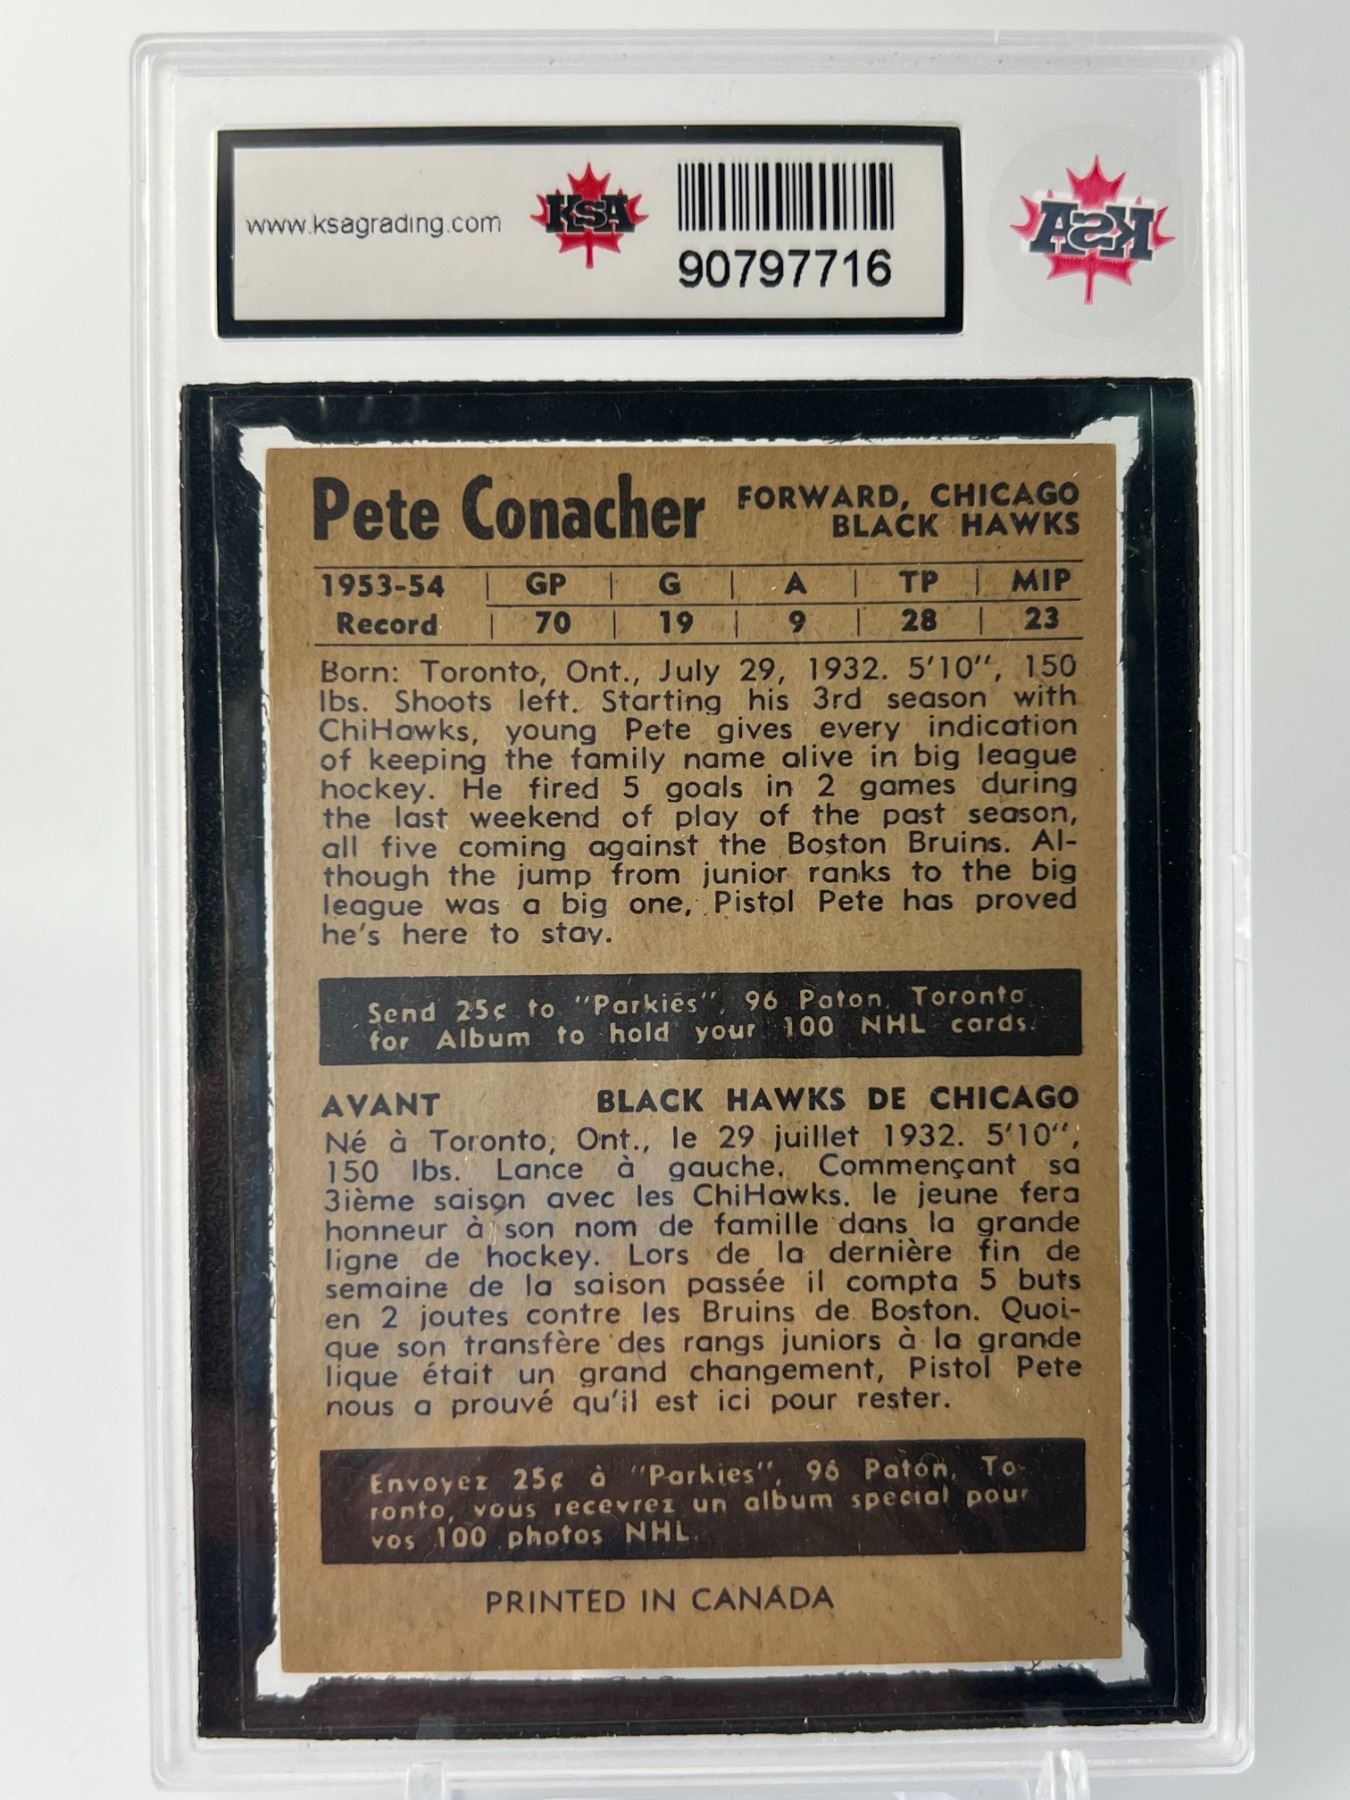 www.ksagrading.com
KSA
90797716
KSA
Pete Conacher
FORWARD, CHICAGO
BLACK HAWKS
1953-54 | GP | G | A | TP | MIP
Record | 70 | 19 | 9 | 28 | 23
Born: Toronto, Ont., July 29, 1932. 5'10", 150
lbs. Shoots left. Starting his 3rd season with
ChiHawks, young Pete gives every indication
of keeping the family name alive in big league
hockey. He fired 5 goals in 2 games during
the last weekend of play of the past season,
all five coming against the Boston Bruins. Al-
though the jump from junior ranks to the big
league was a big one, Pistol Pete has proved
he's here to stay.
Send 25¢ to "Parkies", 96 Paton, Toronto
for Album to hold your 100 NHL cards.
AVANT BLACK HAWKS DE CHICAGO
Né à Toronto, Ont., le 29 juillet 1932. 5'10",
150 lbs. Lance à gauche. Commençant sa
3ième saison avec les ChiHawks, le jeune fera
honneur à son nom de famille dans la grande
ligne de hockey. Lors de la dernière fin de
semaine de la saison passée il compta 5 buts
en 2 joutes contre les Bruins de Boston. Quoi-
que son transfère des rangs juniors à la grande
lique était un grand changement, Pistol Pete
nous a prouvé qu'il est ici pour rester.
Envoyez 25¢ à "Parkies", 96 Paton, To-
ronto, vous recevrez un album special pour
vos 100 photos NHL.
PRINTED IN CANADA